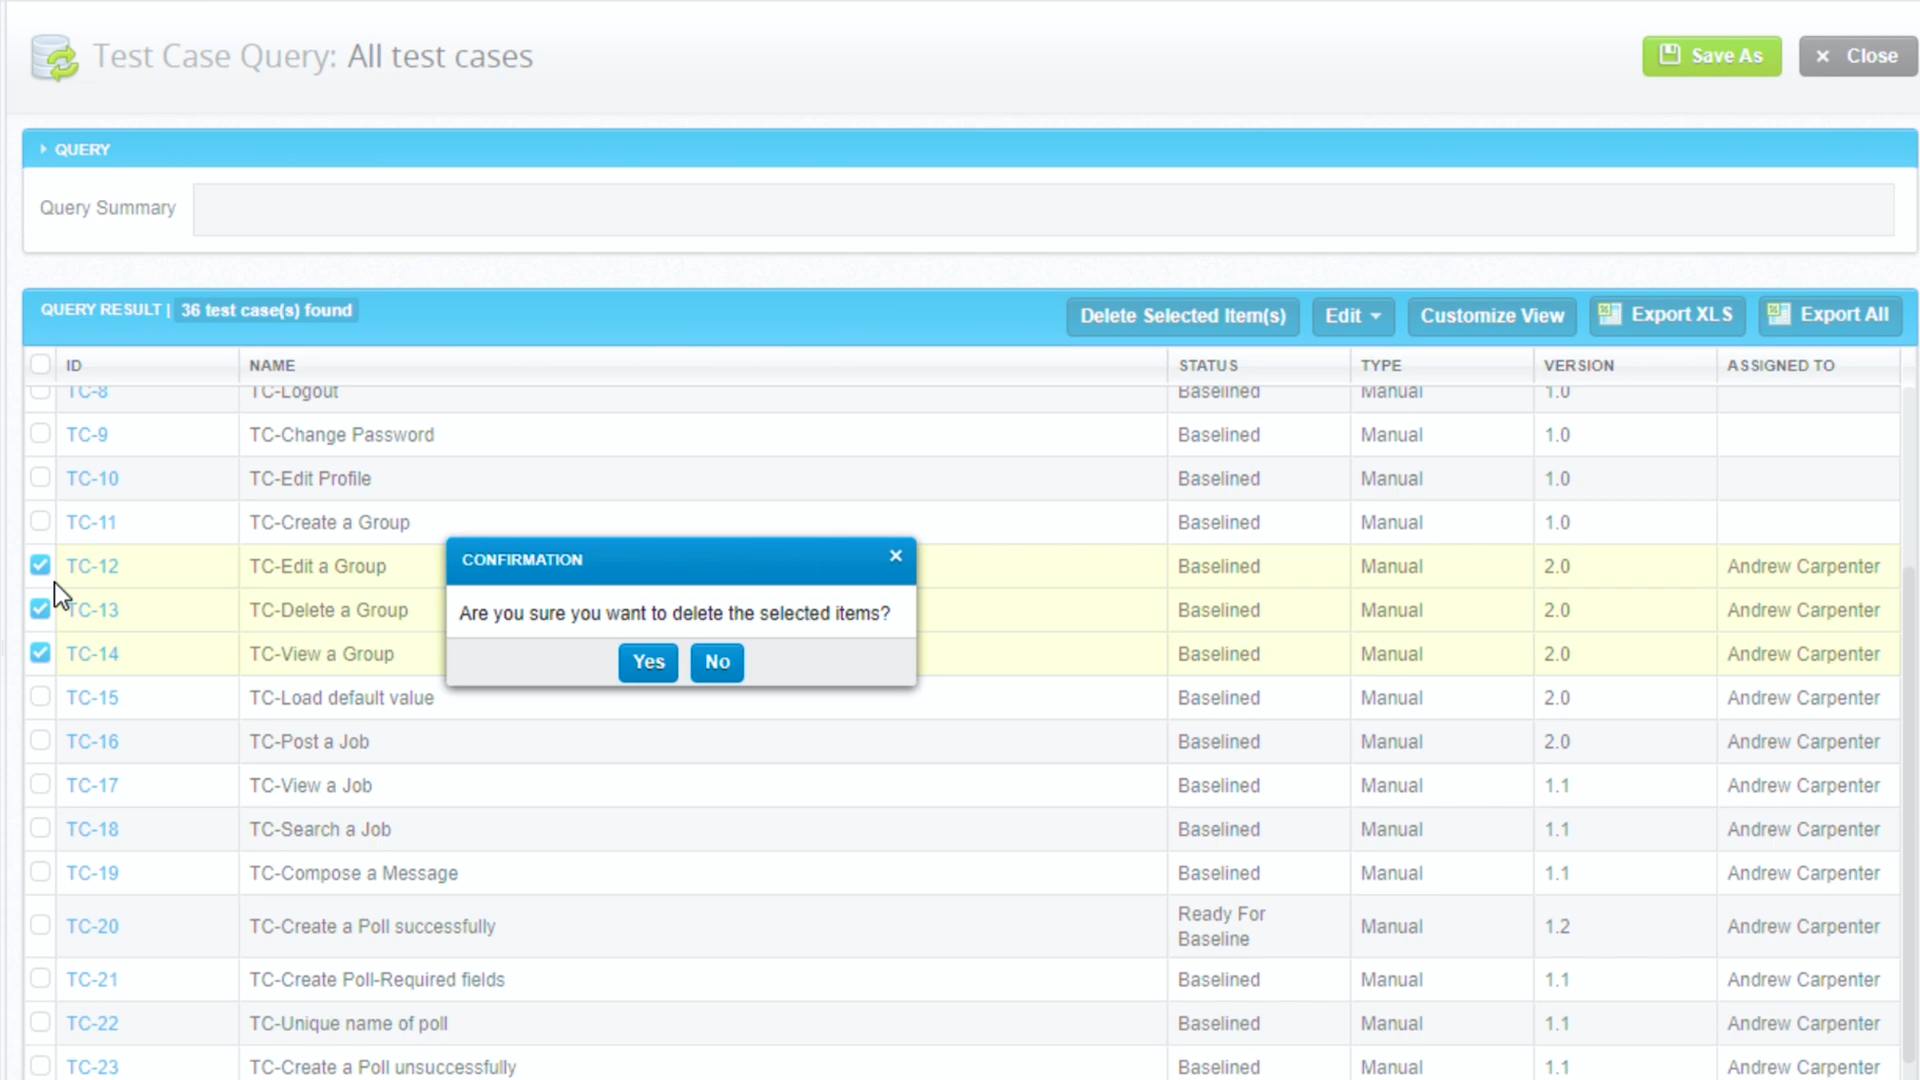 Test Case Query: All test cases
Save As
× Close
QUERY
Query Summary
QUERY RESULT | 36 test case(s) found
Delete Selected Item(s)
Edit
Customize View
Export XLS
Export All
ID NAME STATUS TYPE VERSION ASSIGNED TO
TC-8 TC-Logout Baselined Manual 1.0
TC-9 TC-Change Password Baselined Manual 1.0
TC-10 TC-Edit Profile Baselined Manual 1.0
TC-11 TC-Create a Group Baselined Manual 1.0
TC-12 TC-Edit a Group Baselined Manual 2.0 Andrew Carpenter
TC-13 TC-Delete a Group Baselined Manual 2.0 Andrew Carpenter
TC-14 TC-View a Group Baselined Manual 2.0 Andrew Carpenter
CONFIRMATION ×
Are you sure you want to delete the selected items?
Yes No
TC-15 TC-Load default value Baselined Manual 2.0 Andrew Carpenter
TC-16 TC-Post a Job Baselined Manual 2.0 Andrew Carpenter
TC-17 TC-View a Job Baselined Manual 1.1 Andrew Carpenter
TC-18 TC-Search a Job Baselined Manual 1.1 Andrew Carpenter
TC-19 TC-Compose a Message Baselined Manual 1.1 Andrew Carpenter
TC-20 TC-Create a Poll successfully Ready For Baseline Manual 1.2 Andrew Carpenter
TC-21 TC-Create Poll-Required fields Baselined Manual 1.1 Andrew Carpenter
TC-22 TC-Unique name of poll Baselined Manual 1.1 Andrew Carpenter
TC-23 TC-Create a Poll unsuccessfully Baselined Manual 1.1 Andrew Carpenter